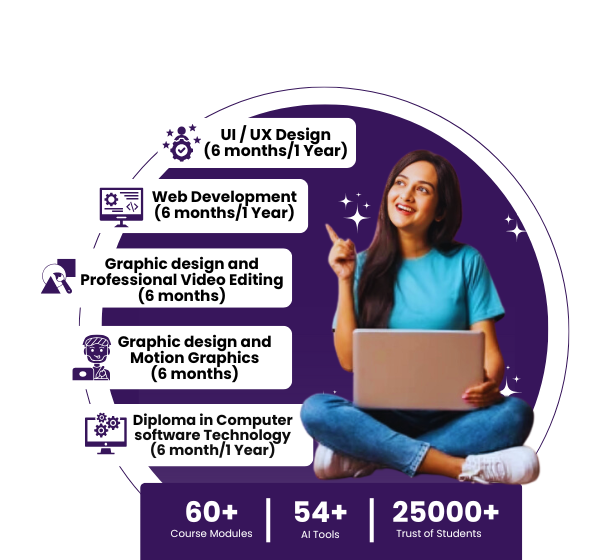 UI / UX Design
(6 months/1 Year)
Web Development
(6 months/1 Year)
Graphic design and
Professional Video Editing
(6 months)
Graphic design and
Motion Graphics
(6 months)
Diploma in Computer
software Technology
(6 month/1 Year)
60+
Course Modules
54+
AI Tools
25000+
Trust of Students